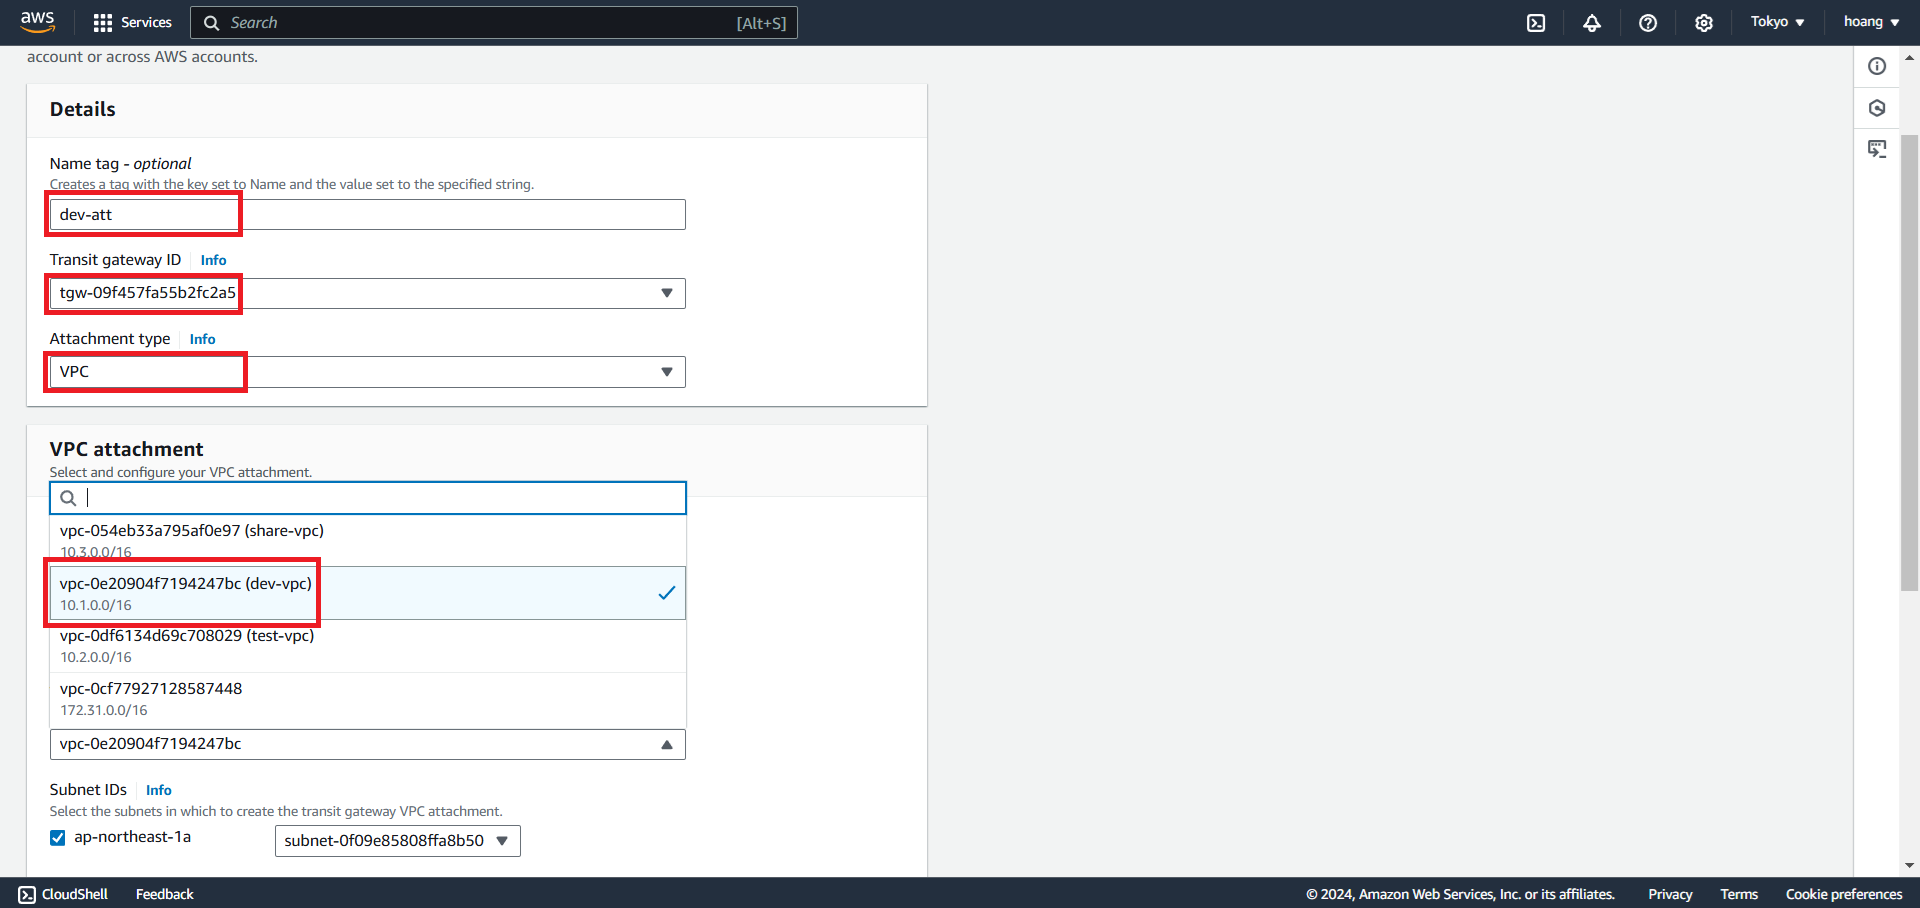 aws
Services
Search
[Alt+S]
Tokyo
hoang
account or across AWS accounts.
Details
Name tag - optional
Creates a tag with the key set to Name and the value set to the specified string.
dev-att
Transit gateway ID
Info
tgw-09f457fa55b2fc2a5
Attachment type
Info
VPC
VPC attachment
Select and configure your VPC attachment.
vpc-054eb33a795af0e97 (share-vpc)
10.3.0.0/16
vpc-0e20904f7194247bc (dev-vpc)
10.1.0.0/16
vpc-0df6134d69c708029 (test-vpc)
10.2.0.0/16
vpc-0cf77927128587448
172.31.0.0/16
vpc-0e20904f7194247bc
Subnet IDs
Info
Select the subnets in which to create the transit gateway VPC attachment.
ap-northeast-1a
subnet-0f09e85808ffa8b50
CloudShell
Feedback
© 2024, Amazon Web Services, Inc. or its affiliates.
Privacy
Terms
Cookie preferences